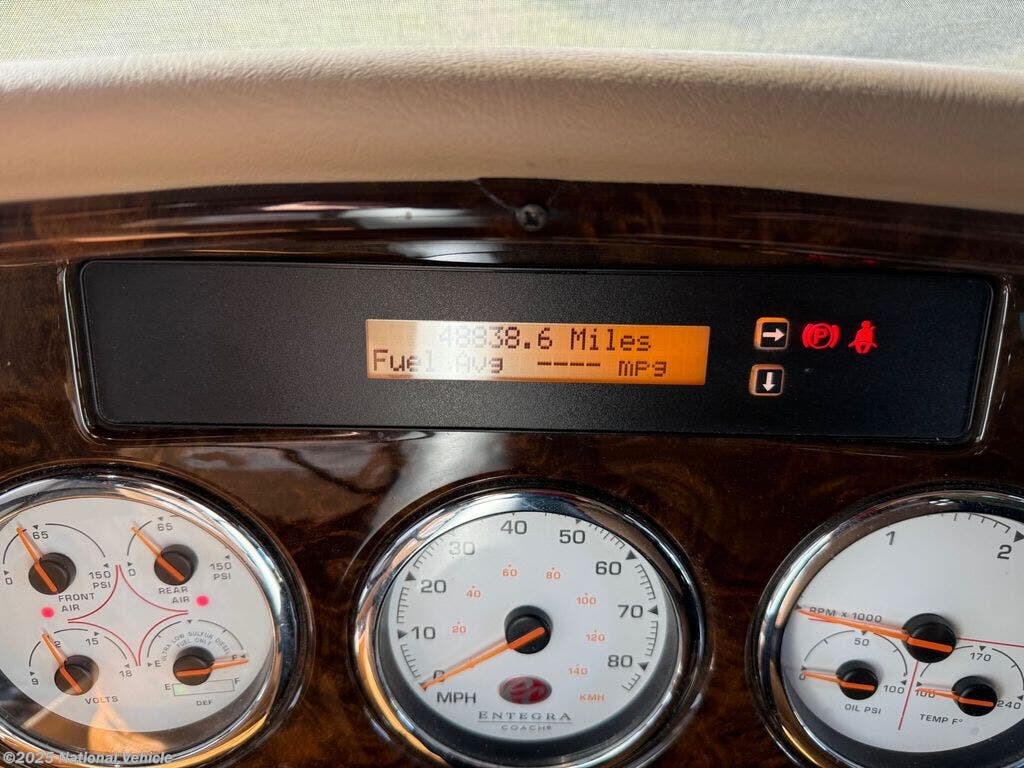 48838.6 Miles
Fuel Avg ---- mpg
65
0
150
PSI
FRONT
AIR
65
0
150
PSI
REAR
AIR
12
15
9
18
VOLTS
ULTRA LOW SULFUR DIESEL
FUEL ONLY
E
F
E
F
DEF
0
10
20
30
40
50
60
70
80
20
40
60
80
100
120
140
MPH
KMH
ENTEGRA
COACH®
1
2
RPM X 1000
0
50
100
OIL PSI
100
170
240
TEMP F°
©2025 National Vehicle